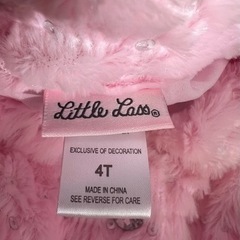 Little Lass®
EXCLUSIVE OF DECORATION
4T
MADE IN CHINA
SEE REVERSE FOR CARE